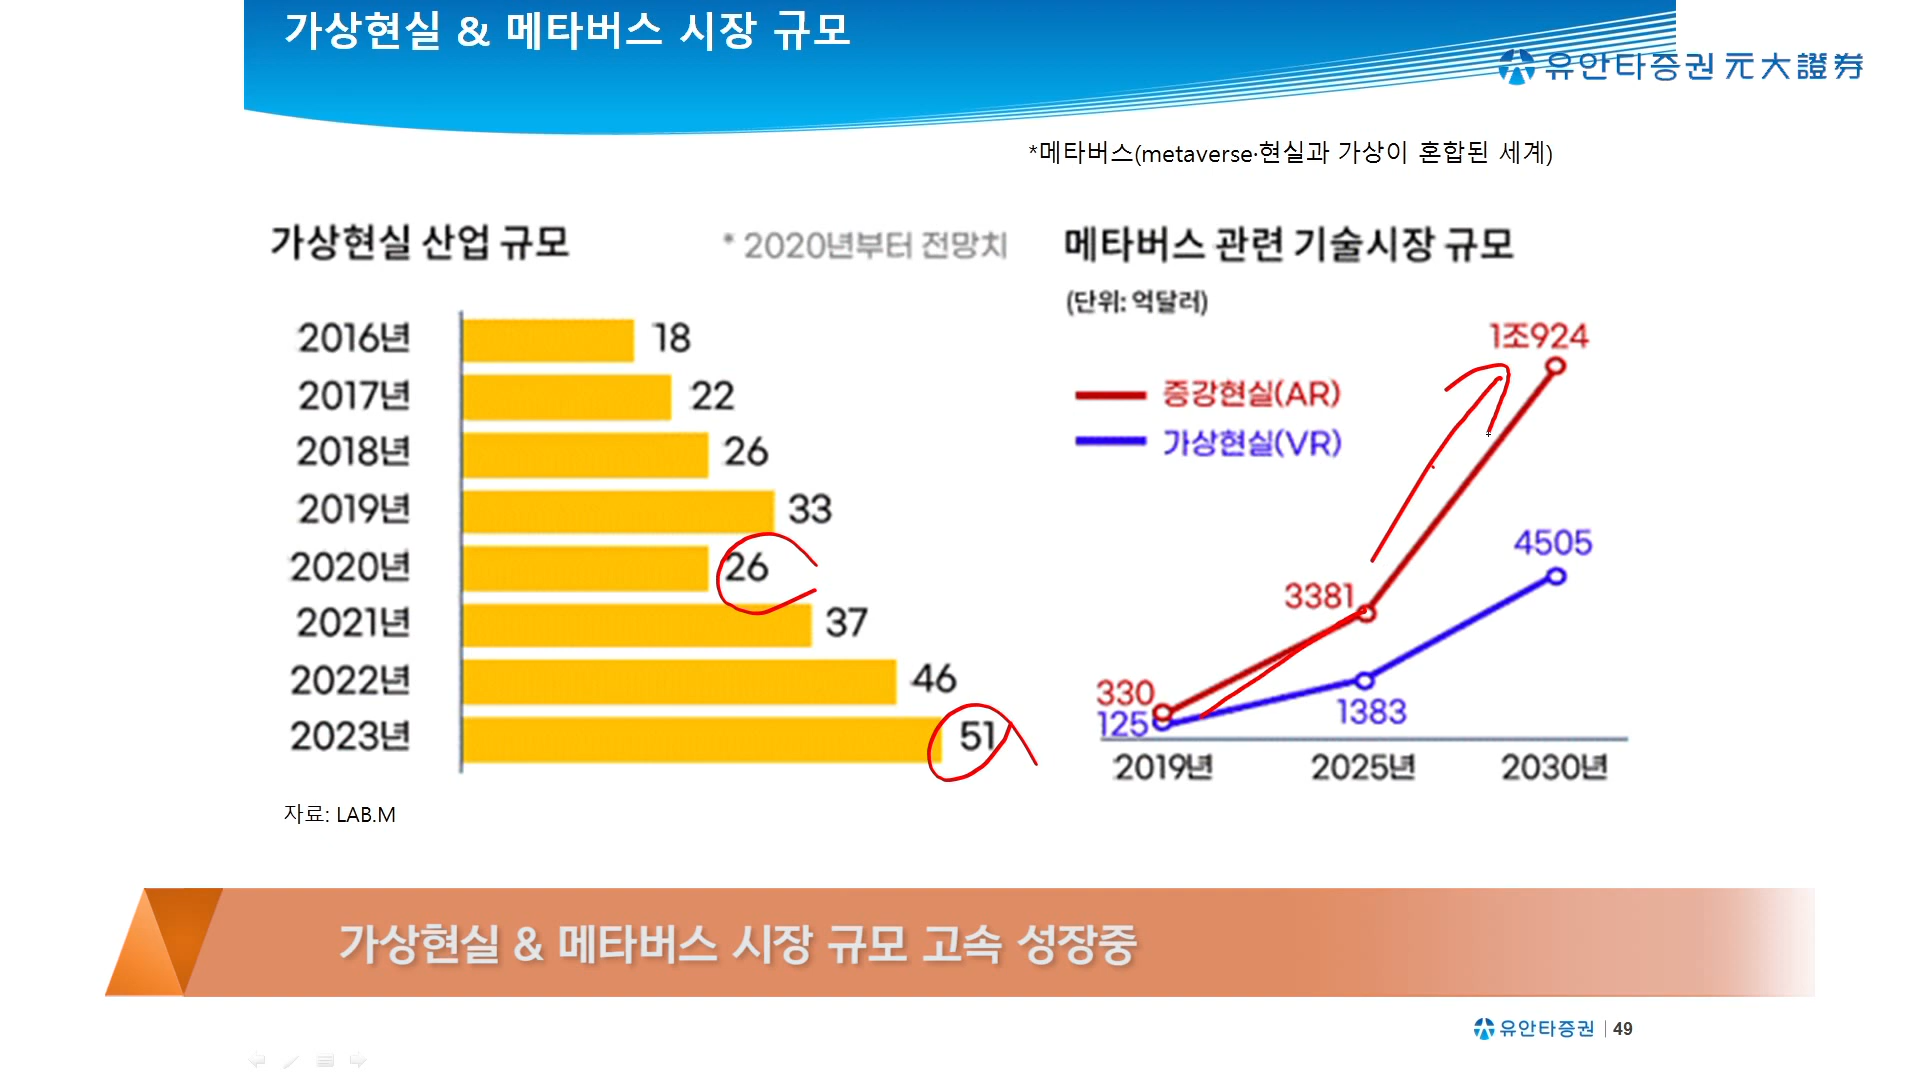 가상현실 & 메타버스 시장 규모
유안타증권 元大證券
*메타버스(metaverse·현실과 가상이 혼합된 세계)
가상현실 산업 규모
* 2020년부터 전망치
2016년 18
2017년 22
2018년 26
2019년 33
2020년 26
2021년 37
2022년 46
2023년 51
자료: LAB.M
메타버스 관련 기술시장 규모
(단위: 억달러)
증강현실(AR)
가상현실(VR)
1조924
4505
3381
1383
330
125
2019년 2025년 2030년
가상현실 & 메타버스 시장 규모 고속 성장중
유안타증권 | 49